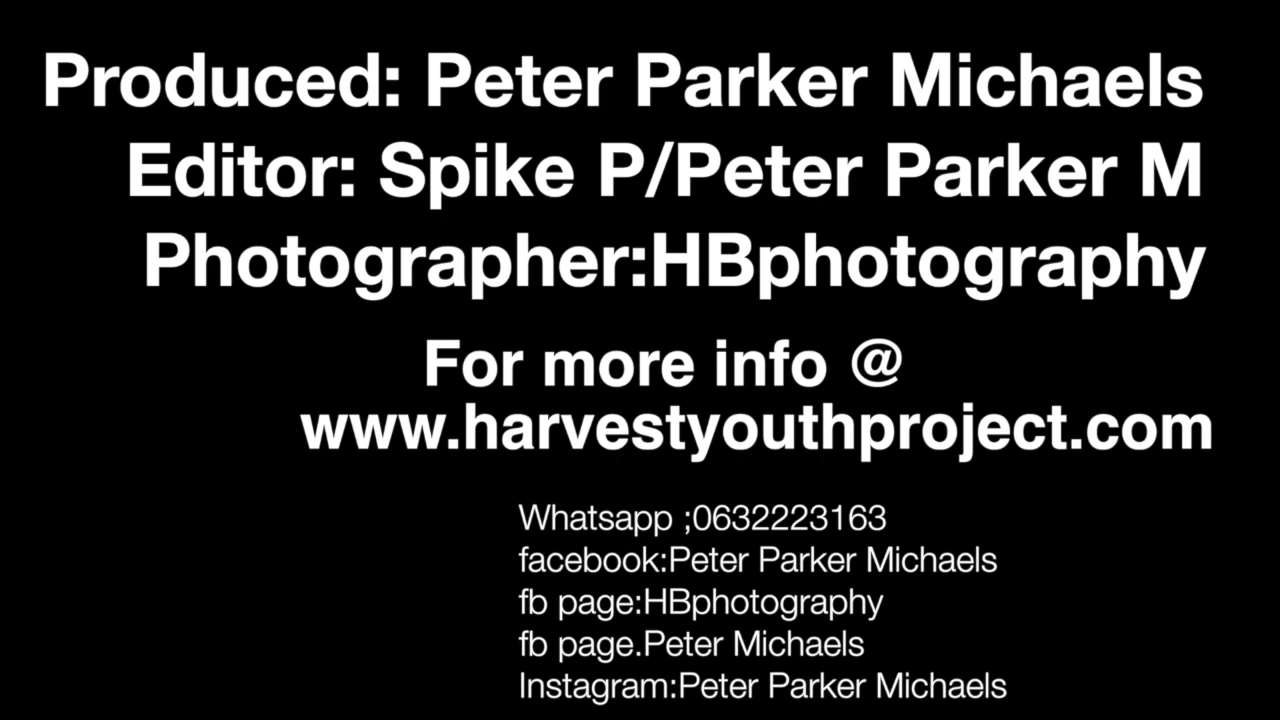 Produced: Peter Parker Michaels
Editor: Spike P/Peter Parker M
Photographer:HBphotography
For more info @
www.harvestyouthproject.com
Whatsapp ;0632223163
facebook:Peter Parker Michaels
fb page:HBphotography
fb page.Peter Michaels
Instagram:Peter Parker Michaels